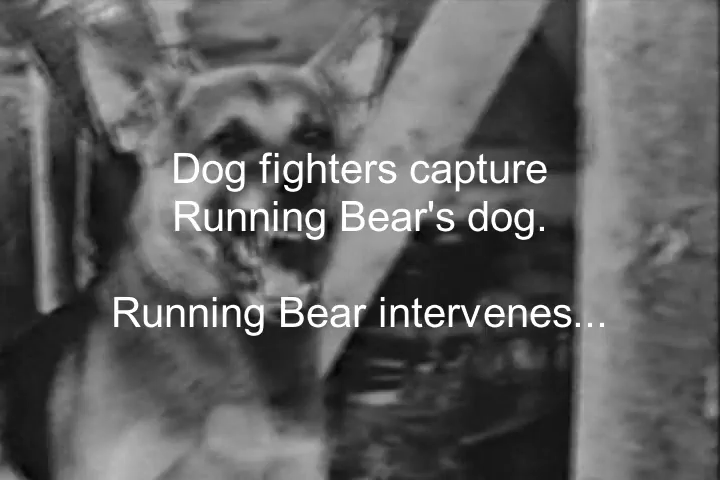 Dog fighters capture
Running Bear's dog.
Running Bear intervenes...